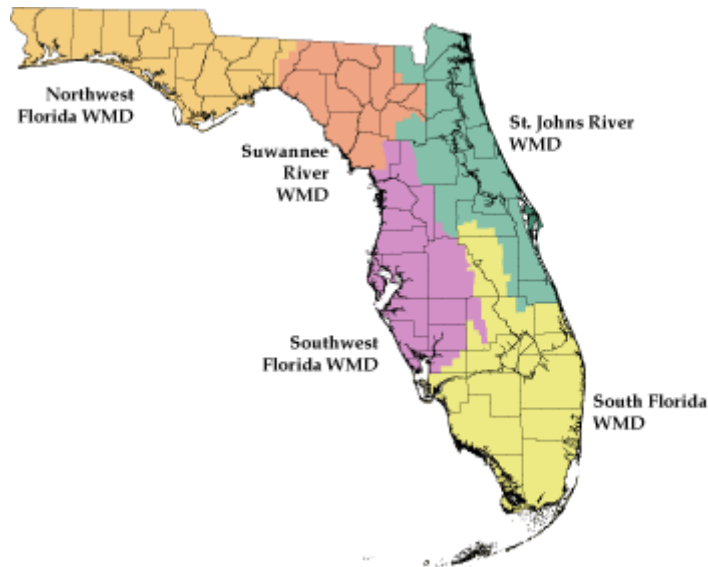 Northwest
Florida WMD
St. Johns River
WMD
Suwannee
River
WMD
Southwest
Florida WMD
South Florida
WMD